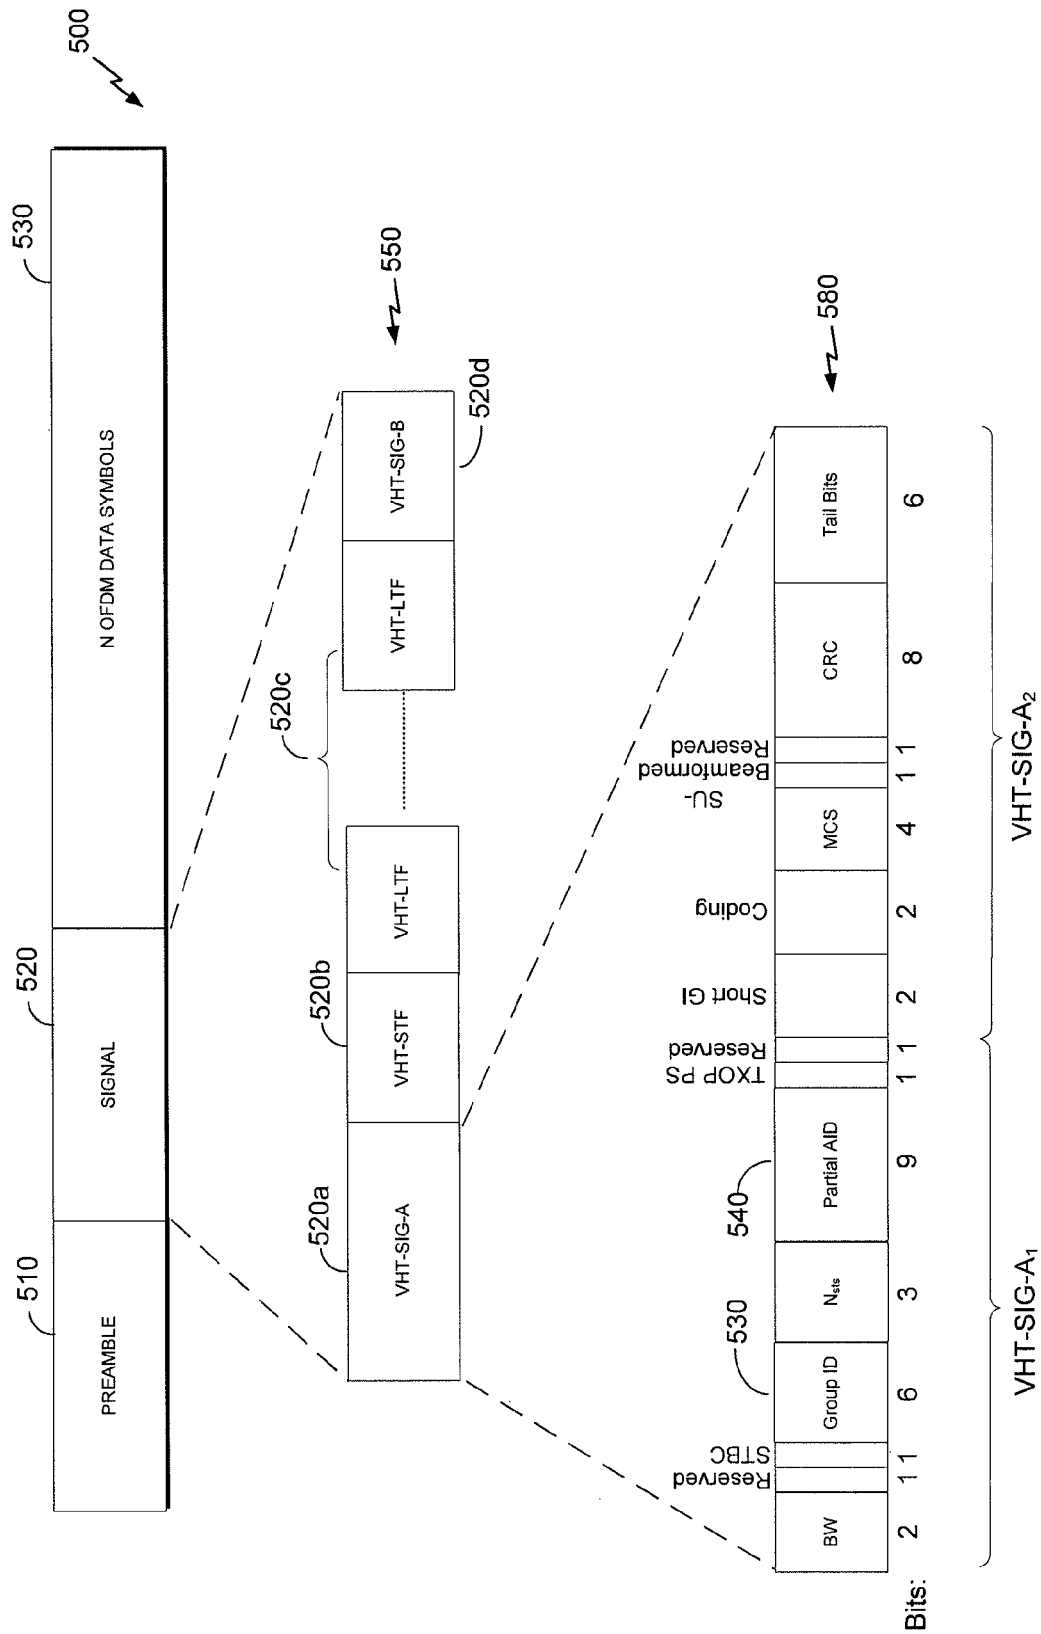 500
510
520
530
PREAMBLE
SIGNAL
N OFDM DATA SYMBOLS
550
520a
520b
520c
520d
VHT-SIG-A
VHT-STF
VHT-LTF
VHT-LTF
VHT-SIG-B
580
530
540
Reserved
STBC
TXOP PS
Reserved
Short GI
Coding
SU-
Beamformed
Reserved
BW
Group ID
Nsts
Partial AID
MCS
CRC
Tail Bits
Bits: 2 1 1 6 3 9 1 1 2 2 4 1 1 8 6
VHT-SIG-A1
VHT-SIG-A2